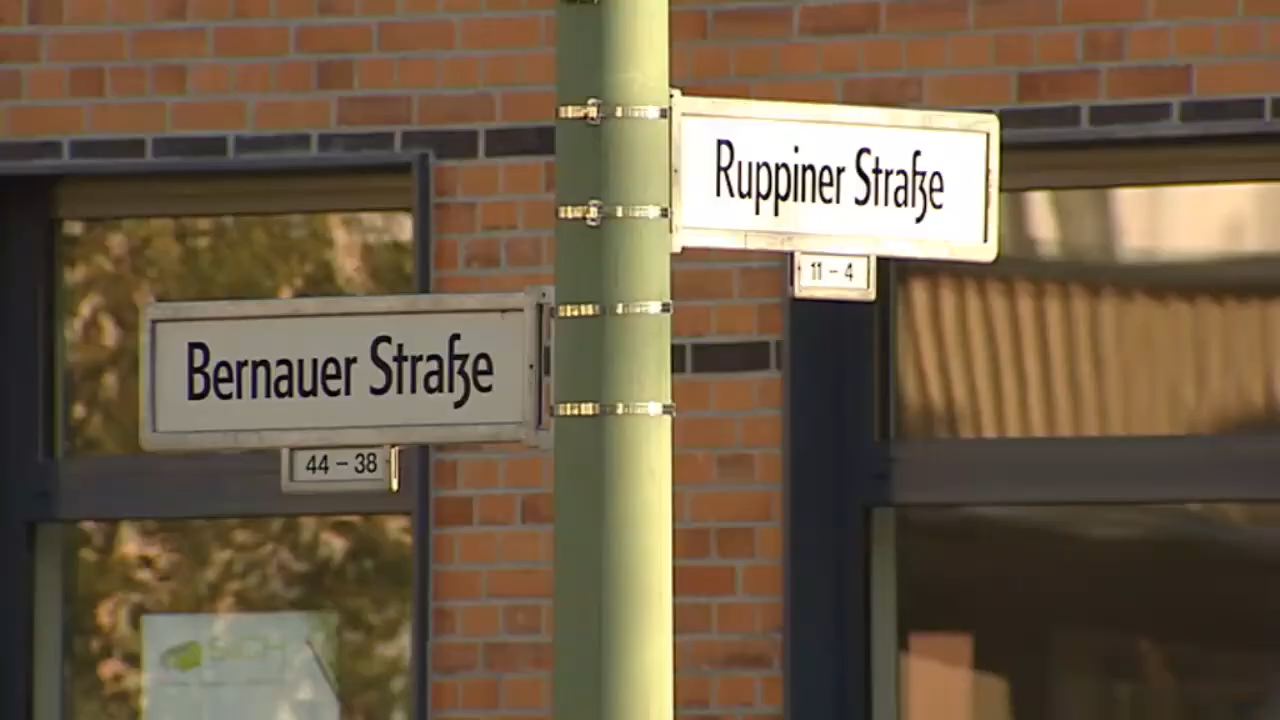 Ruppiner Straße
11 – 4
Bernauer Straße
44 – 38